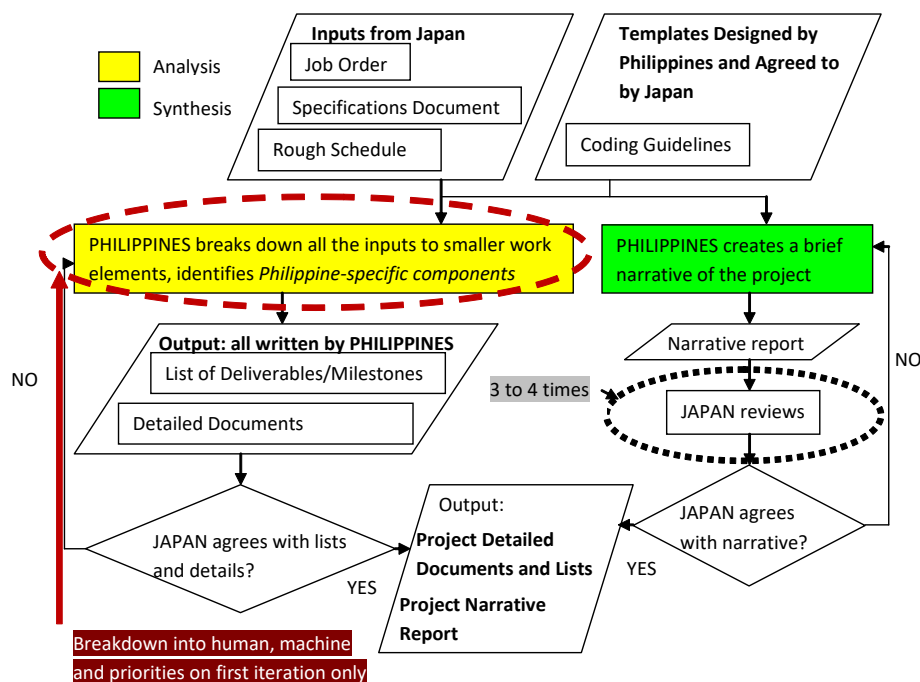 Inputs from Japan
Job Order
Specifications Document
Rough Schedule
Templates Designed by
Philippines and Agreed to
by Japan
Coding Guidelines
Analysis
Synthesis
PHILIPPINES breaks down all the inputs to smaller work
elements, identifies Philippine-specific components
PHILIPPINES creates a brief
narrative of the project
Output: all written by PHILIPPINES
List of Deliverables/Milestones
Detailed Documents
Narrative report
NO
NO
3 to 4 times
JAPAN reviews
JAPAN agrees with lists
and details?
YES
Output:
Project Detailed
Documents and Lists
Project Narrative
Report
JAPAN agrees
with narrative?
YES
Breakdown into human, machine
and priorities on first iteration only